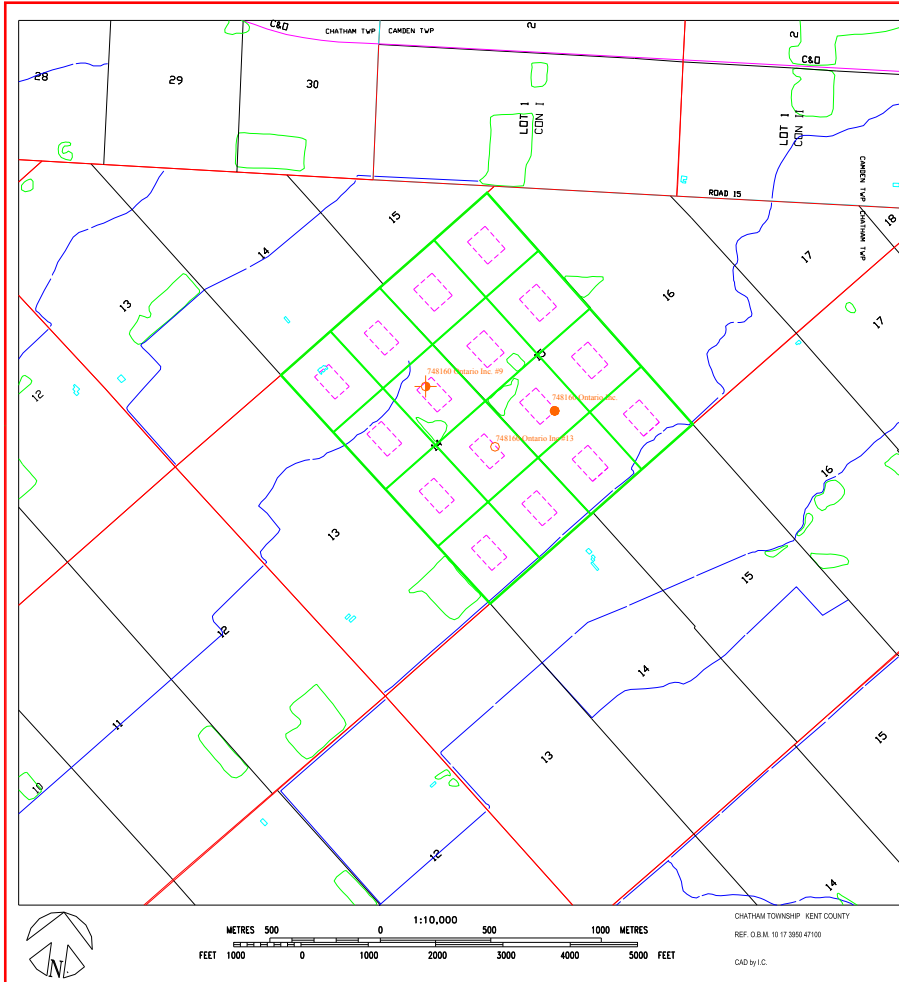 C&O
CHATHAM TWP CAMDEN TWP
2
2
C&O
28
29
30
LOT 1
CON I
LOT 1
CON II
CAMDEN TWP
CHATHAM TWP
ROAD 15
18
15
14
13
12
16
17
17
15
748160 Ontario Inc. #9
748160 Ontario Inc.
748160 Ontario Inc.#13
14
13
16
15
12
14
11
13
15
10
12
14
1:10,000
METRES 500 0 500 1000 METRES
FEET 1000 0 1000 2000 3000 4000 5000 FEET
N
CHATHAM TOWNSHIP KENT COUNTY
REF. O.B.M. 10 17 3950 47100
CAD by I.C.